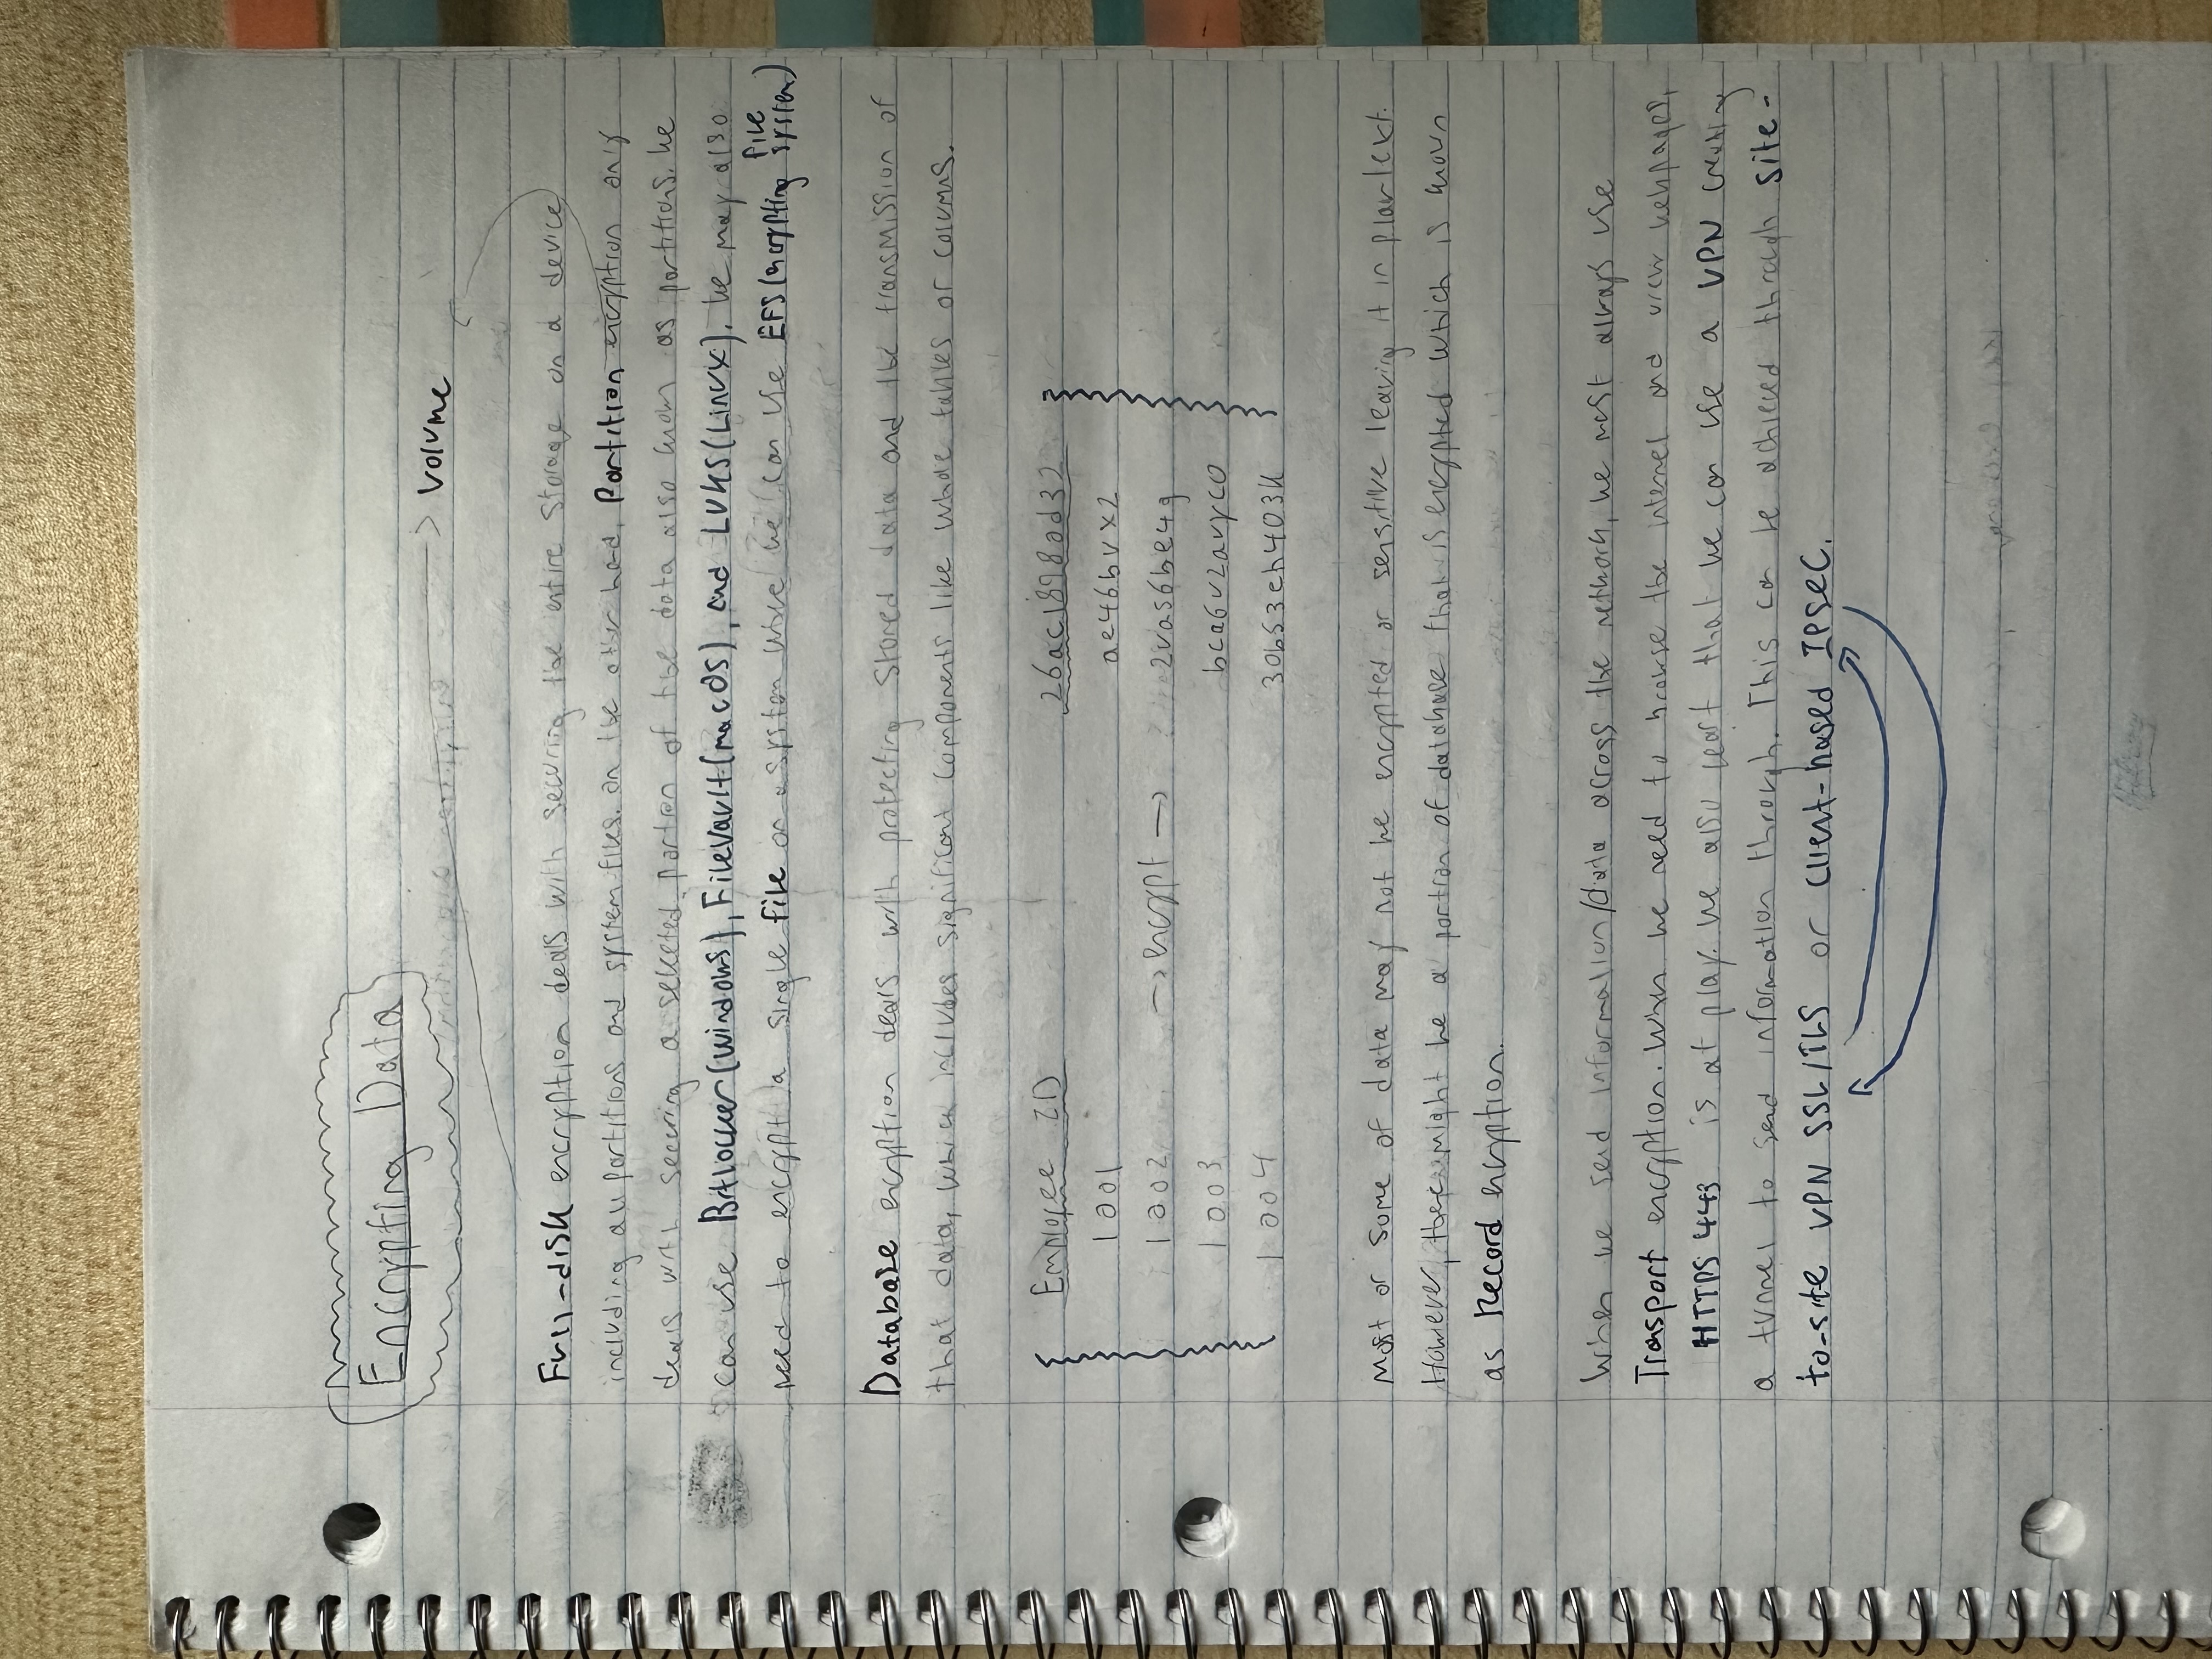 Encrypting Data
→ Volume
Full-disk encryption deals with securing the entire storage on a device
including all partitions and system files. On the other hand, Partition encryption only
deals with securing a selected portion of the data also known as partitions. We
can use BitLocker (Windows), FileVault (macOS), and LUKS (Linux). We may also
need to encrypt a single file on a system where we can use EFS (encrypting file system)
Database encryption deals with protecting stored data and the transmission of
that data, which includes significant components like whole tables or columns.
Employee ID 26ac1898ad32
1001 ae46bvx2
1002 → encrypt → 2vas6be4g
1003 bca6v2avyc0
1004 30b53eh403k
Most or some of data may not be encrypted or sensitive leaving it in plaintext.
However, there might be a portion of database that is encrypted which is known
as Record encryption.
When we send information/data across the network, we most always use
Transport encryption. When we need to browse the internet and view webpages,
HTTPS 443 is at play. We also that we can use a VPN creating
a tunnel to send information through. This can be achieved through site-
to-site VPN SSL/TLS or client-based IPSEC.